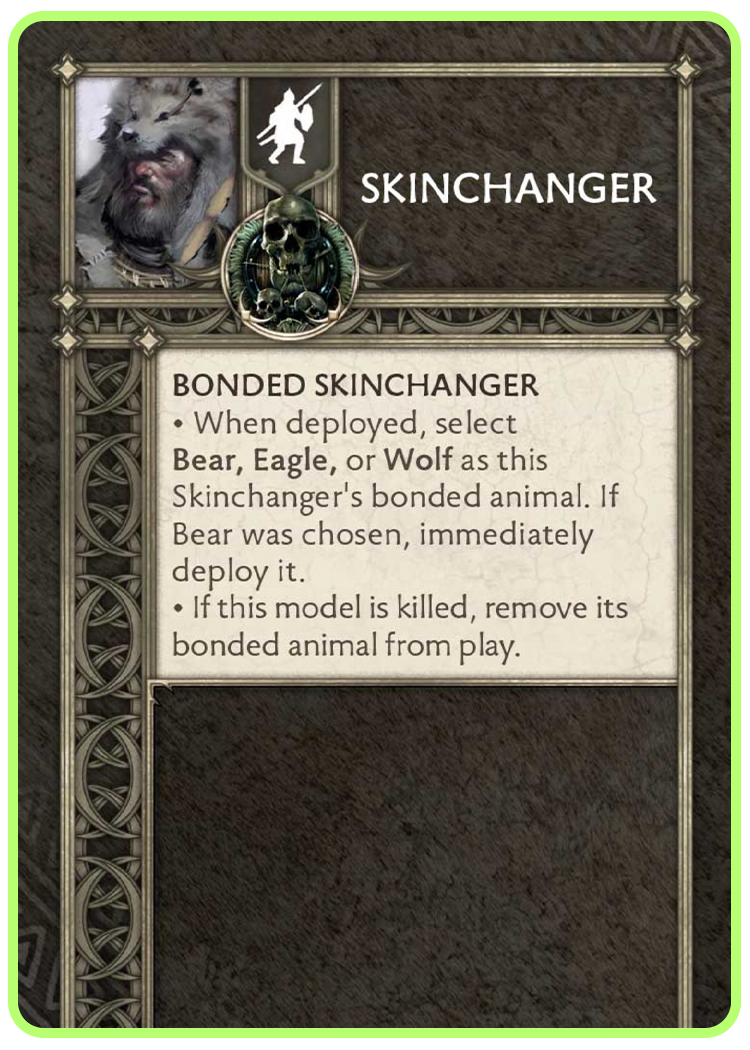 SKINCHANGER
BONDED SKINCHANGER
• When deployed, select
Bear, Eagle, or Wolf as this
Skinchanger's bonded animal. If
Bear was chosen, immediately
deploy it.
• If this model is killed, remove its
bonded animal from play.